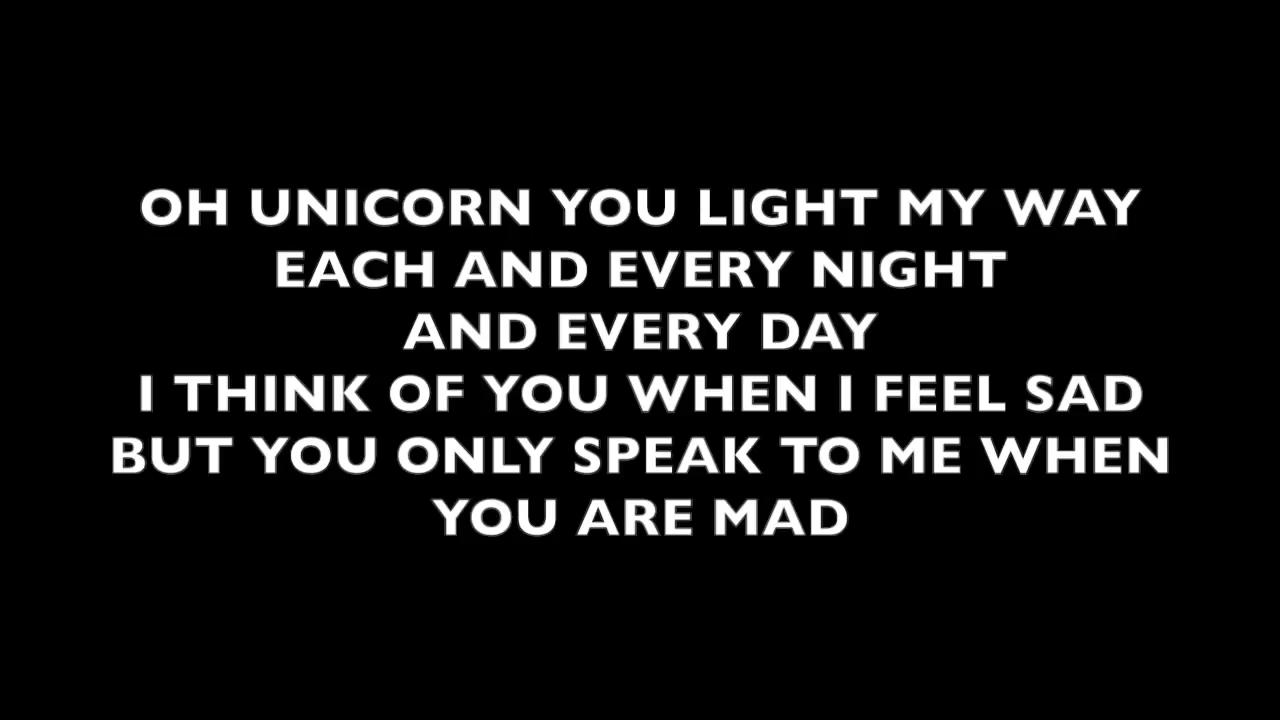 OH UNICORN YOU LIGHT MY WAY
EACH AND EVERY NIGHT
AND EVERY DAY
I THINK OF YOU WHEN I FEEL SAD
BUT YOU ONLY SPEAK TO ME WHEN
YOU ARE MAD